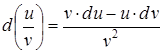 d(u/v) = (v·du - u·dv)/v²